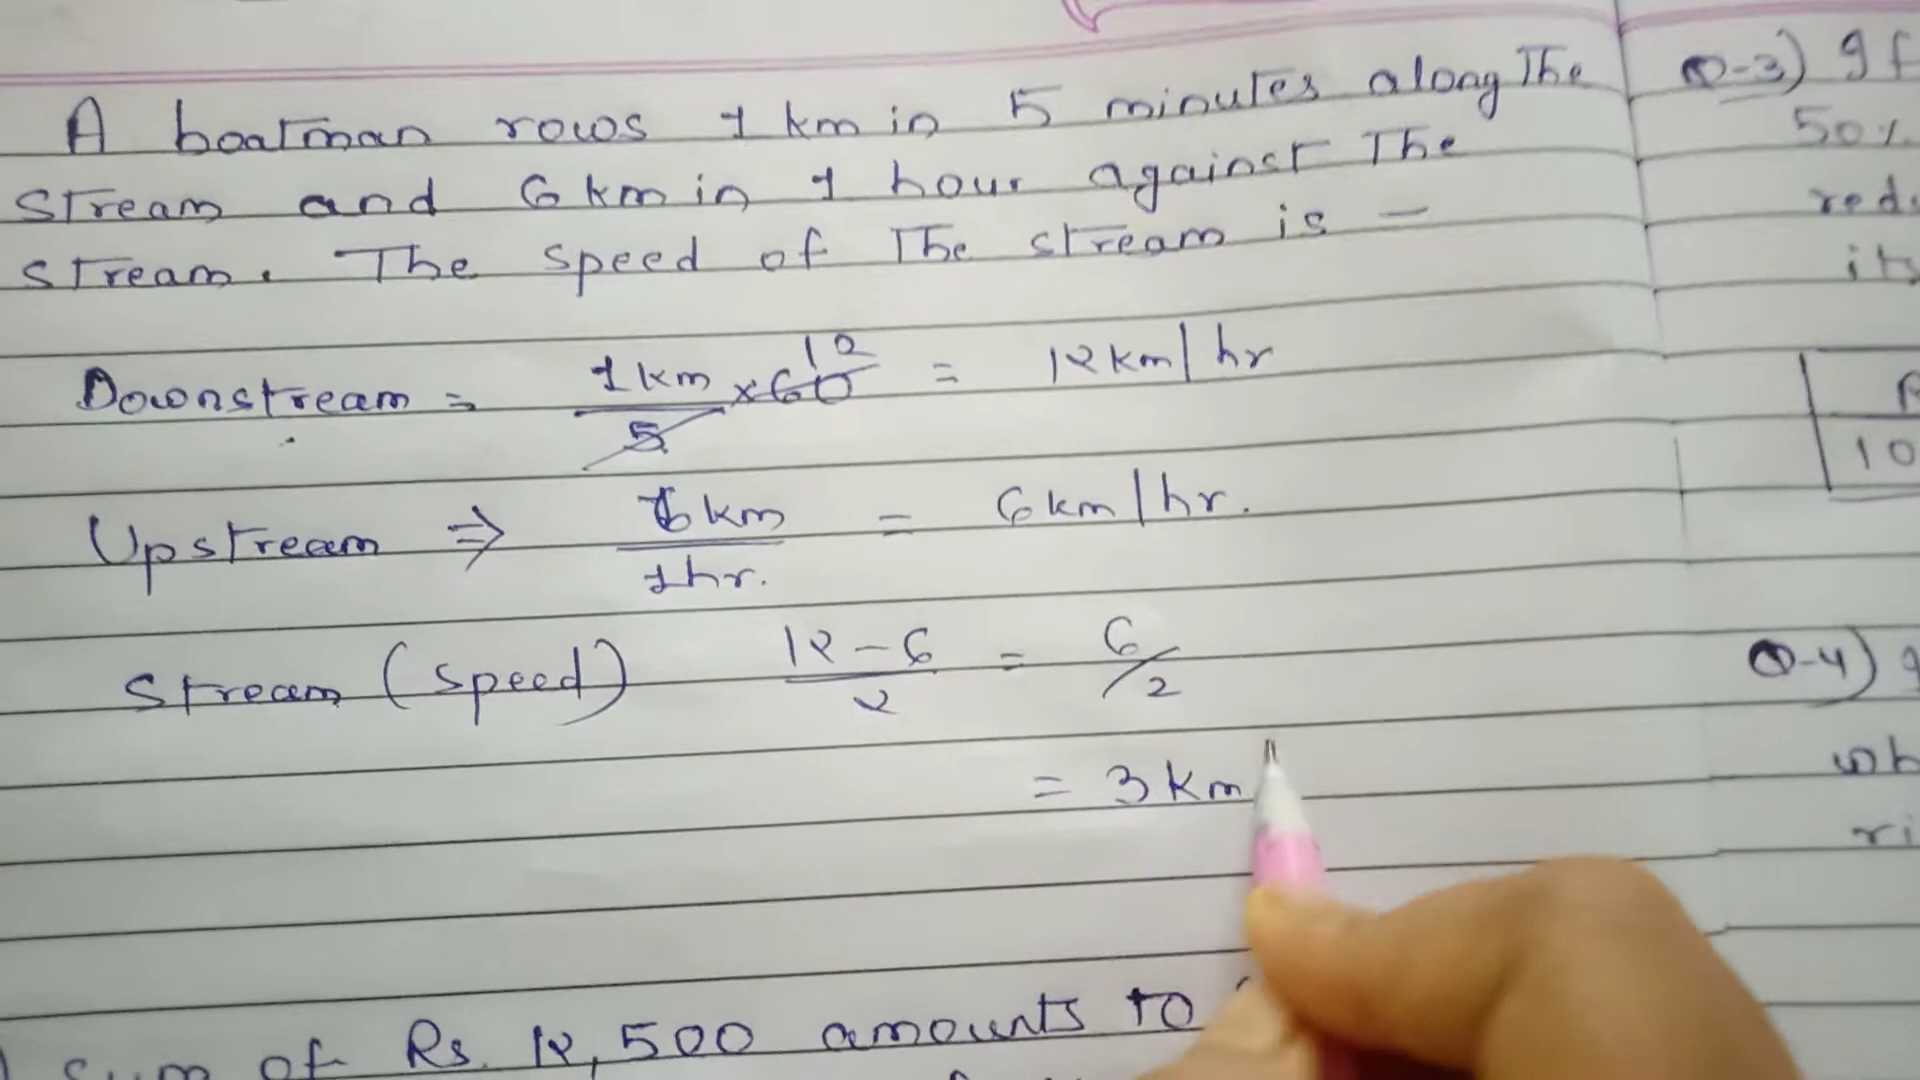 A boatman rows 1 km in 5 minutes along The
stream and 6 km in 1 hour against The
stream. The speed of The stream is -
Downstream = 1 km / 5 × 60 12 = 12 km/hr
Upstream ⇒ 6 km / 1 hr. = 6 km/hr.
Stream (speed) 12 - 6 / 2 = 6/2
= 3 km
sum of Rs. 12,500 amounts to
Q-3) If
50%
its
10
Q-4)